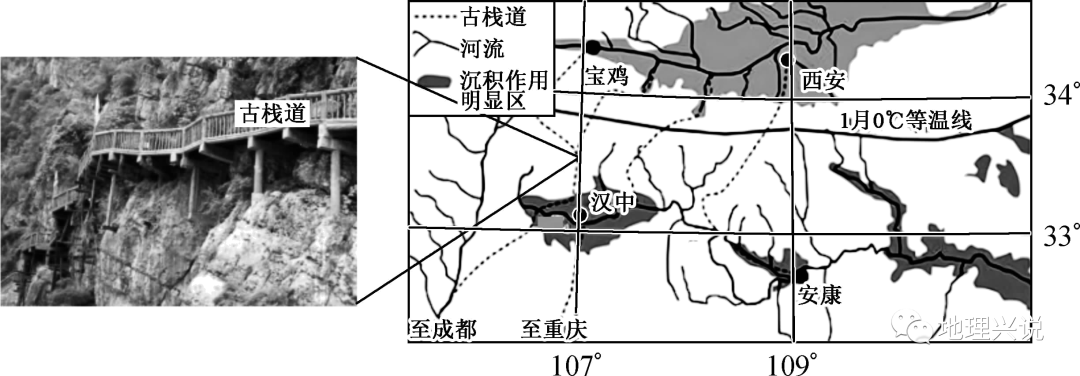 古栈道
古栈道
河流
沉积作用
明显区
宝鸡
西安
34°
1月0℃等温线
汉中
33°
安康
至成都
至重庆
地理兴说
107°
109°